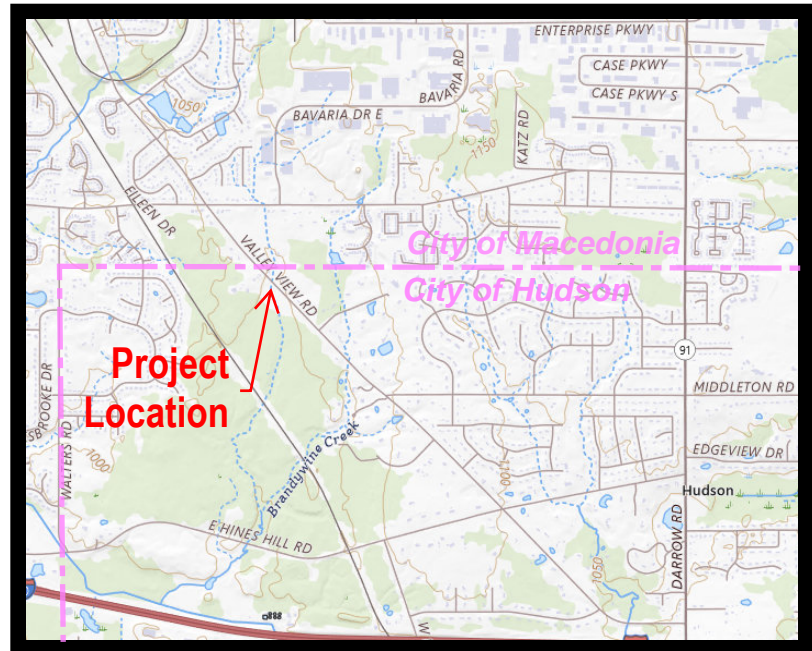 ENTERPRISE PKWY
CASE PKWY
CASE PKWY S
BAVARIA RD
BAVARIA DR E
KATZ RD
1050
1150
EILEEN DR
VALLEY VIEW RD
City of Macedonia
City of Hudson
Project
Location
91
MIDDLETON RD
SBROOKE DR
WALTERS RD
1000
Brandywine Creek
1100
EDGEVIEW DR
Hudson
E HINES HILL RD
DARROW RD
1050
W